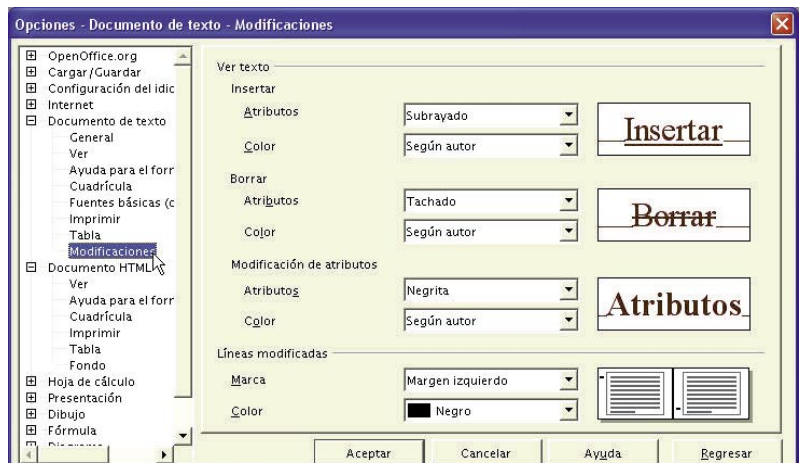 Opciones - Documento de texto - Modificaciones
OpenOffice.org
Cargar/Guardar
Configuración del idic
Internet
Documento de texto
General
Ver
Ayuda para el forr
Cuadrícula
Fuentes básicas (c
Imprimir
Tabla
Modificaciones
Documento HTML
Ver
Ayuda para el forr
Cuadrícula
Imprimir
Tabla
Fondo
Hoja de cálculo
Presentación
Dibujo
Fórmula
Ver texto
Insertar
Atributos
Subrayado
Color
Según autor
Insertar
Borrar
Atributos
Tachado
Color
Según autor
Borrar
Modificación de atributos
Atributos
Negrita
Color
Según autor
Atributos
Líneas modificadas
Marca
Margen izquierdo
Color
Negro
Aceptar
Cancelar
Ayuda
Regresar